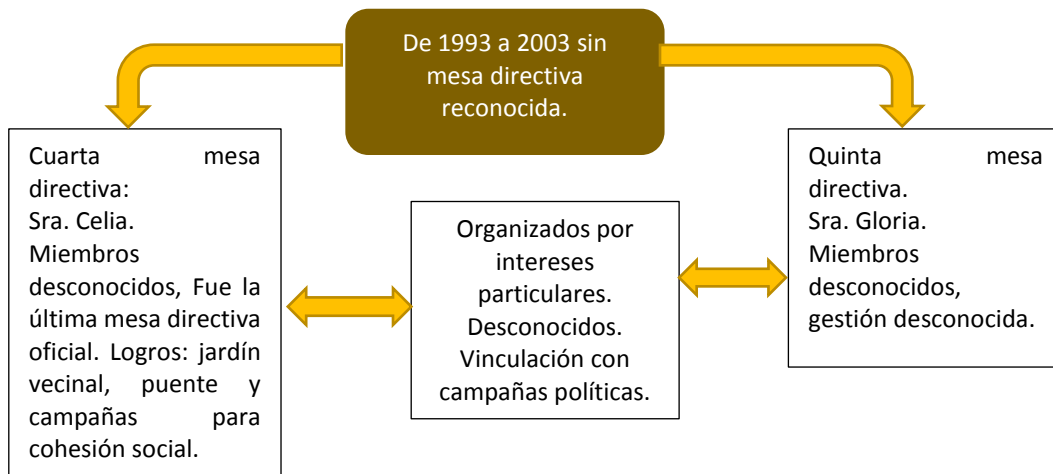 De 1993 a 2003 sin
mesa directiva
reconocida.
Cuarta mesa
directiva:
Sra. Celia.
Miembros
desconocidos, Fue la
última mesa directiva
oficial. Logros: jardín
vecinal, puente y
campañas para
cohesión social.
Organizados por
intereses
particulares.
Desconocidos.
Vinculación con
campañas políticas.
Quinta mesa
directiva.
Sra. Gloria.
Miembros
desconocidos,
gestión desconocida.